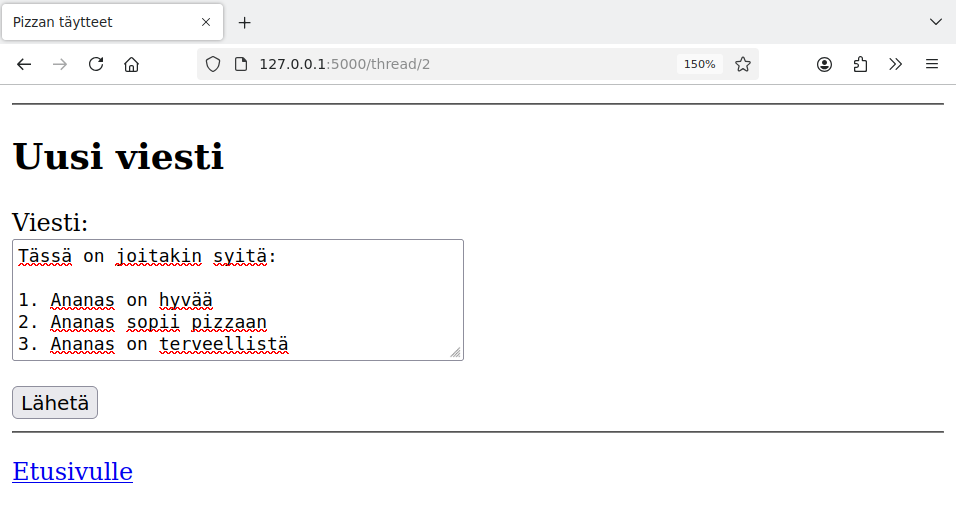 Pizzan täytteet
127.0.0.1:5000/thread/2
150%
Uusi viesti
Viesti:
Tässä on joitakin syitä:
1. Ananas on hyvää
2. Ananas sopii pizzaan
3. Ananas on terveellistä
Lähetä
Etusivulle